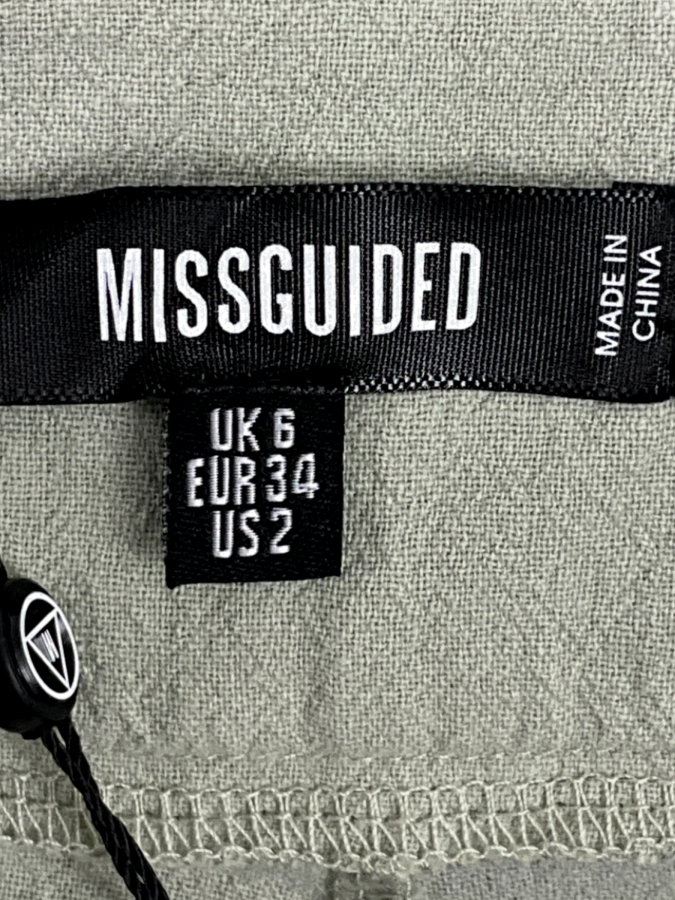 MISSGUIDED
MADE IN
CHINA
UK 6
EUR 34
US 2